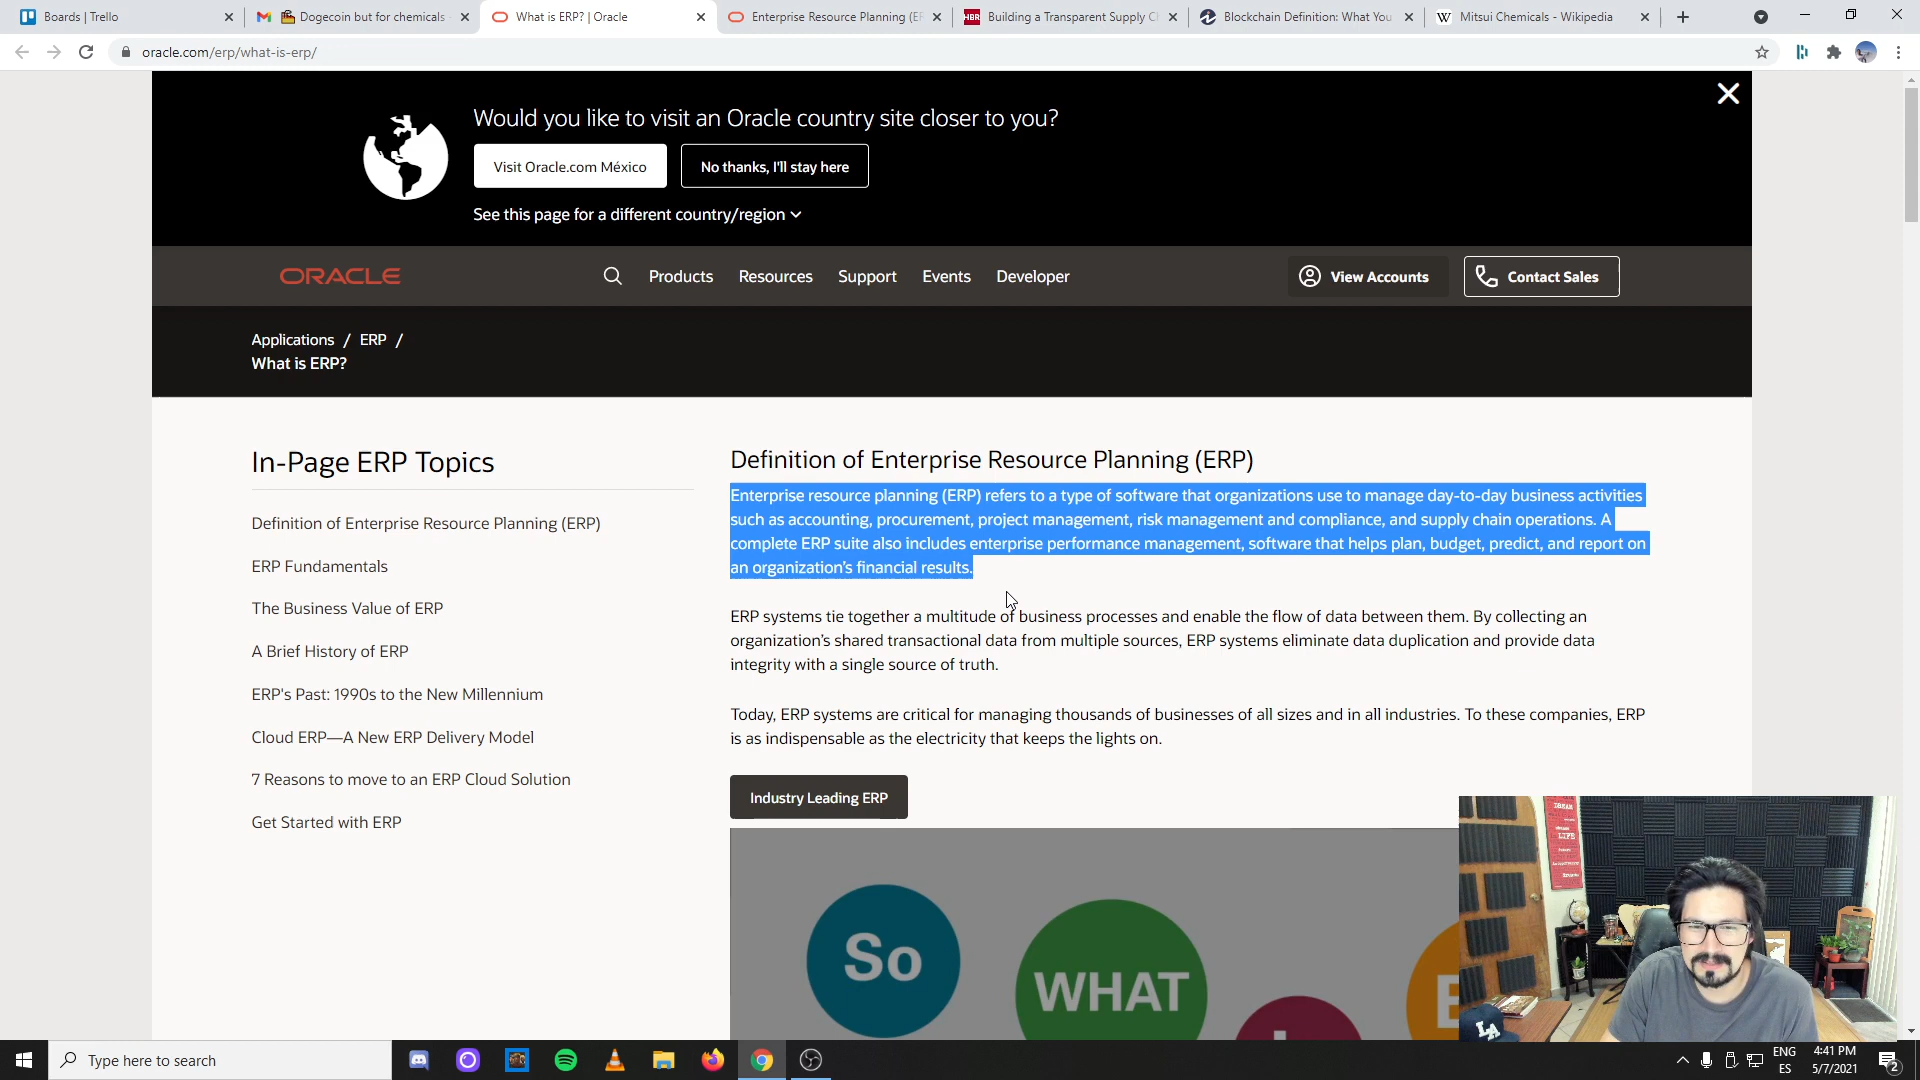 Boards | Trello
Dogecoin but for chemicals
What is ERP? | Oracle
Enterprise Resource Planning (EF
HBR Building a Transparent Supply C
Blockchain Definition: What You
W Mitsui Chemicals - Wikipedia
oracle.com/erp/what-is-erp/
Would you like to visit an Oracle country site closer to you?
Visit Oracle.com México
No thanks, I'll stay here
See this page for a different country/region
ORACLE
Products
Resources
Support
Events
Developer
View Accounts
Contact Sales
Applications / ERP /
What is ERP?
In-Page ERP Topics
Definition of Enterprise Resource Planning (ERP)
ERP Fundamentals
The Business Value of ERP
A Brief History of ERP
ERP's Past: 1990s to the New Millennium
Cloud ERP—A New ERP Delivery Model
7 Reasons to move to an ERP Cloud Solution
Get Started with ERP
Definition of Enterprise Resource Planning (ERP)
Enterprise resource planning (ERP) refers to a type of software that organizations use to manage day-to-day business activities
such as accounting, procurement, project management, risk management and compliance, and supply chain operations. A
complete ERP suite also includes enterprise performance management, software that helps plan, budget, predict, and report on
an organization's financial results.
ERP systems tie together a multitude of business processes and enable the flow of data between them. By collecting an
organization's shared transactional data from multiple sources, ERP systems eliminate data duplication and provide data
integrity with a single source of truth.
Today, ERP systems are critical for managing thousands of businesses of all sizes and in all industries. To these companies, ERP
is as indispensable as the electricity that keeps the lights on.
Industry Leading ERP
So
WHAT
E
DREAM
LIFE
LA
Type here to search
ENG
ES
4:41 PM
5/7/2021
2